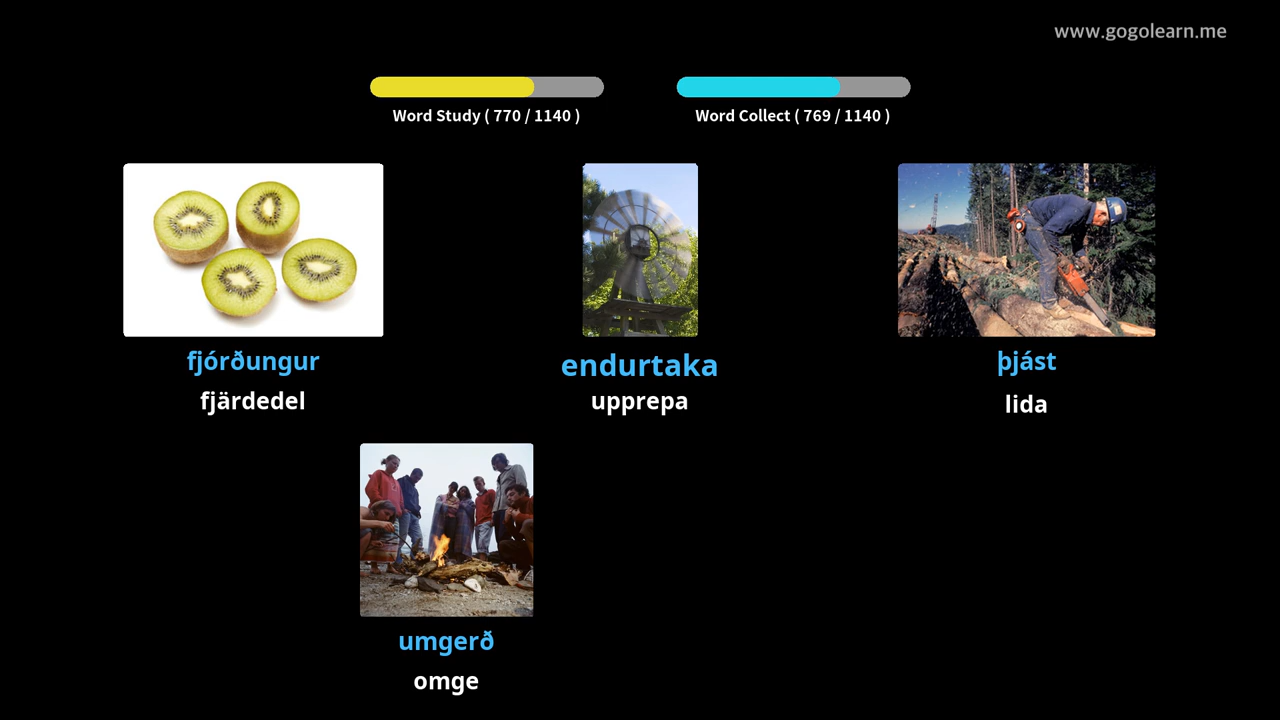 www.gogolearn.me
Word Study ( 770 / 1140 )
Word Collect ( 769 / 1140 )
fjórðungur
fjärdedel
endurtaka
upprepa
þjást
lida
umgerð
omge